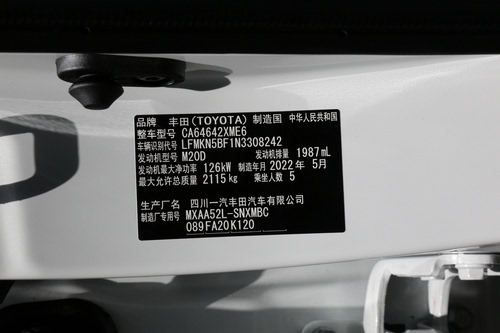 品牌 丰田(TOYOTA) 制造国 中华人民共和国
整车型号 CA64642XME6
车辆识别代号 LFMKN5BF1N3308242
发动机型号 M20D 发动机排量 1987mL
发动机最大净功率 126kW 制造年月 2022年5月
最大允许总质量 2115kg 乘坐人数 5
生产厂名 四川一汽丰田汽车有限公司
制造厂专用号 MXAA52L-SNXMBC
089FA20K120